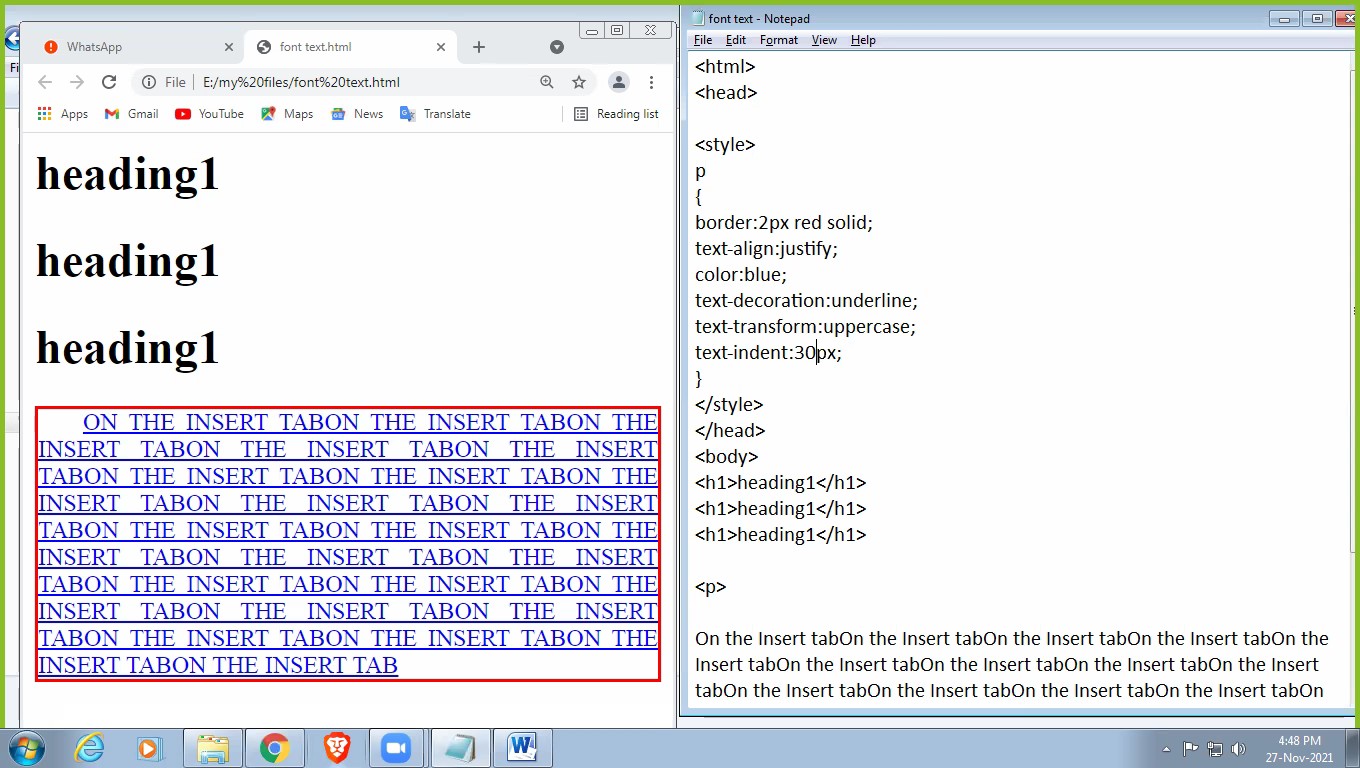 WhatsApp
font text.html
File
E:/my%20files/font%20text.html
Apps
Gmail
YouTube
Maps
News
Translate
Reading list
heading1
heading1
heading1
ON THE INSERT TABON THE INSERT TABON THE
INSERT TABON THE INSERT TABON THE INSERT
TABON THE INSERT TABON THE INSERT TABON THE
INSERT TABON THE INSERT TABON THE INSERT
TABON THE INSERT TABON THE INSERT TABON THE
INSERT TABON THE INSERT TABON THE INSERT
TABON THE INSERT TABON THE INSERT TABON THE
INSERT TABON THE INSERT TABON THE INSERT
TABON THE INSERT TABON THE INSERT TABON THE
INSERT TABON THE INSERT TAB
font text - Notepad
File Edit Format View Help
<html>
<head>
<style>
p
{
border:2px red solid;
text-align:justify;
color:blue;
text-decoration:underline;
text-transform:uppercase;
text-indent:30px;
}
</style>
</head>
<body>
<h1>heading1</h1>
<h1>heading1</h1>
<h1>heading1</h1>
<p>
On the Insert tabOn the Insert tabOn the Insert tabOn the Insert tabOn the
Insert tabOn the Insert tabOn the Insert tabOn the Insert tabOn the Insert
tabOn the Insert tabOn the Insert tabOn the Insert tabOn the Insert tabOn
4:48 PM
27-Nov-2021